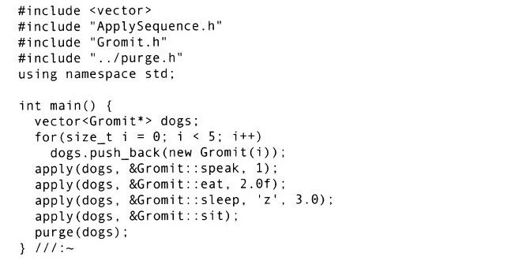 #include <vector>
#include "ApplySequence.h"
#include "Gromit.h"
#include "../purge.h"
using namespace std;

int main() {
  vector<Gromit*> dogs;
  for(size_t i = 0; i < 5; i++)
    dogs.push_back(new Gromit(i));
  apply(dogs, &Gromit::speak, 1);
  apply(dogs, &Gromit::eat, 2.0f);
  apply(dogs, &Gromit::sleep, 'z', 3.0);
  apply(dogs, &Gromit::sit);
  purge(dogs);
} ///:~